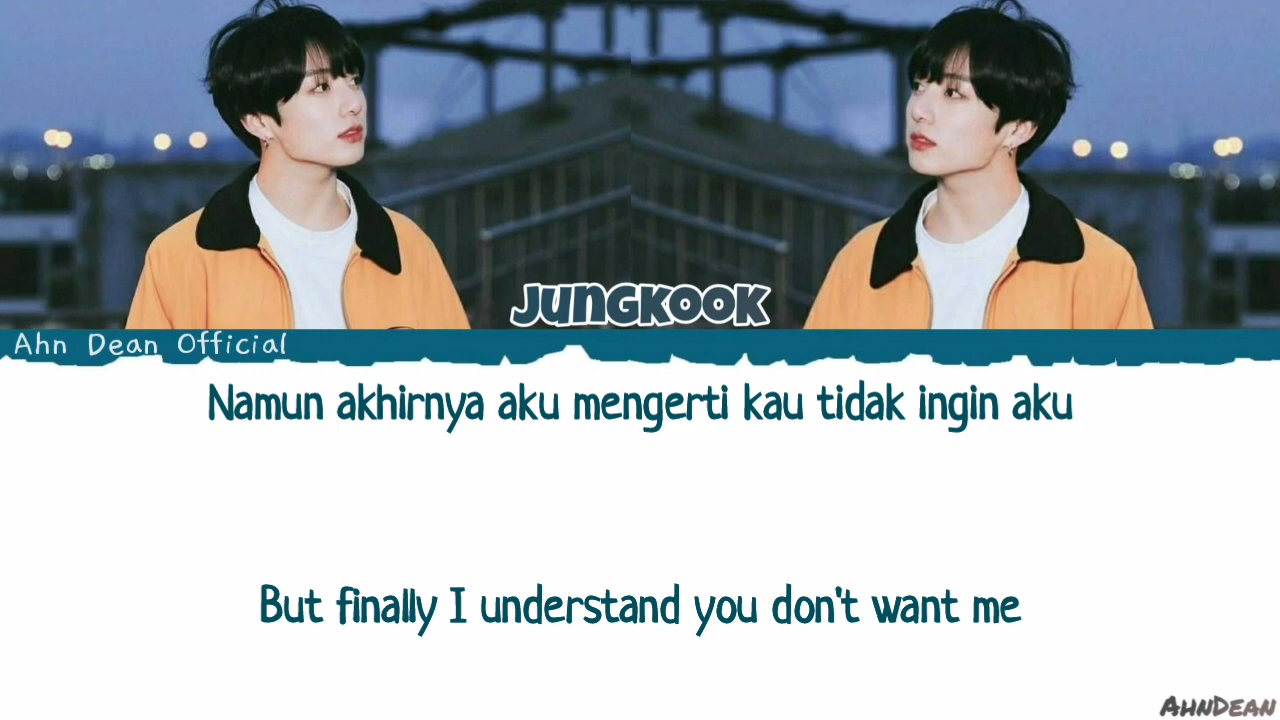 JUNGKOOK
Ahn Dean Official
Namun akhirnya aku mengerti kau tidak ingin aku
But finally I understand you don't want me
AHNDEAN